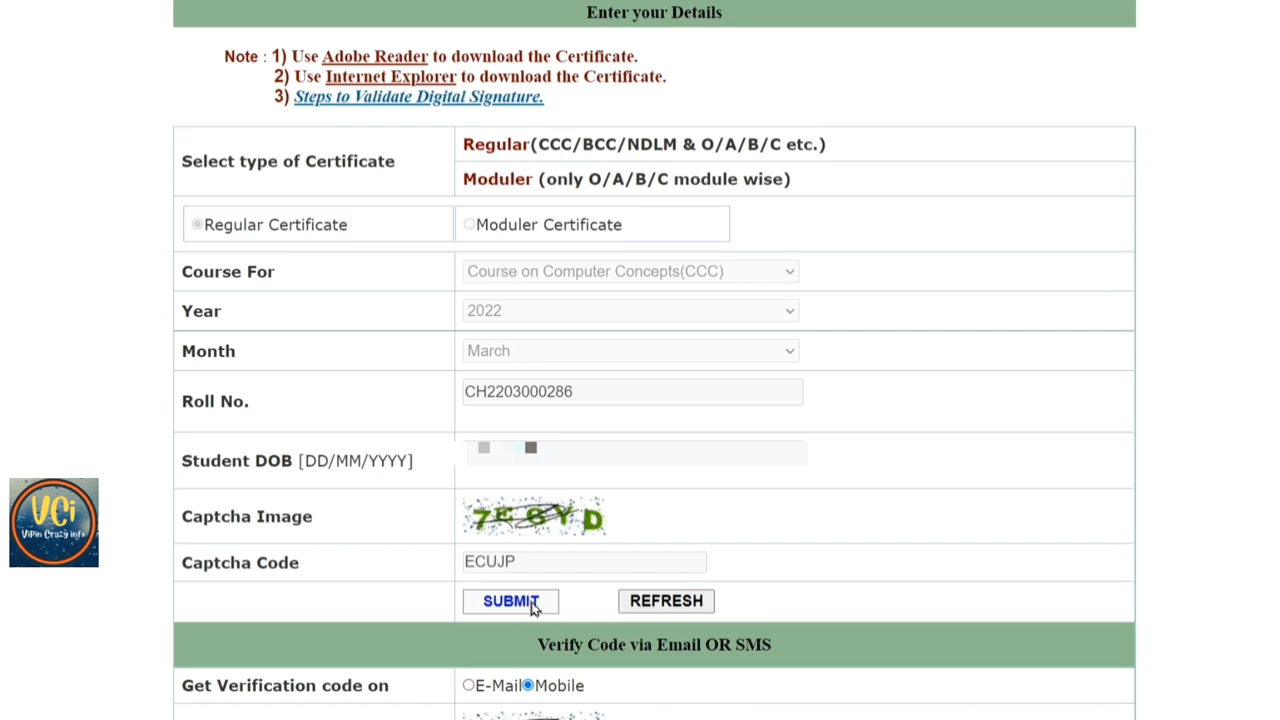 Enter your Details
Note : 1) Use Adobe Reader to download the Certificate.
2) Use Internet Explorer to download the Certificate.
3) Steps to Validate Digital Signature.
Select type of Certificate
Regular(CCC/BCC/NDLM & O/A/B/C etc.)
Moduler (only O/A/B/C module wise)
Regular Certificate Moduler Certificate
Course For Course on Computer Concepts(CCC)
Year 2022
Month March
Roll No. CH2203000286
Student DOB [DD/MM/YYYY]
Captcha Image
Captcha Code ECUJP
SUBMIT REFRESH
Verify Code via Email OR SMS
Get Verification code on E-Mail Mobile
VCi
ViPin Crazy info